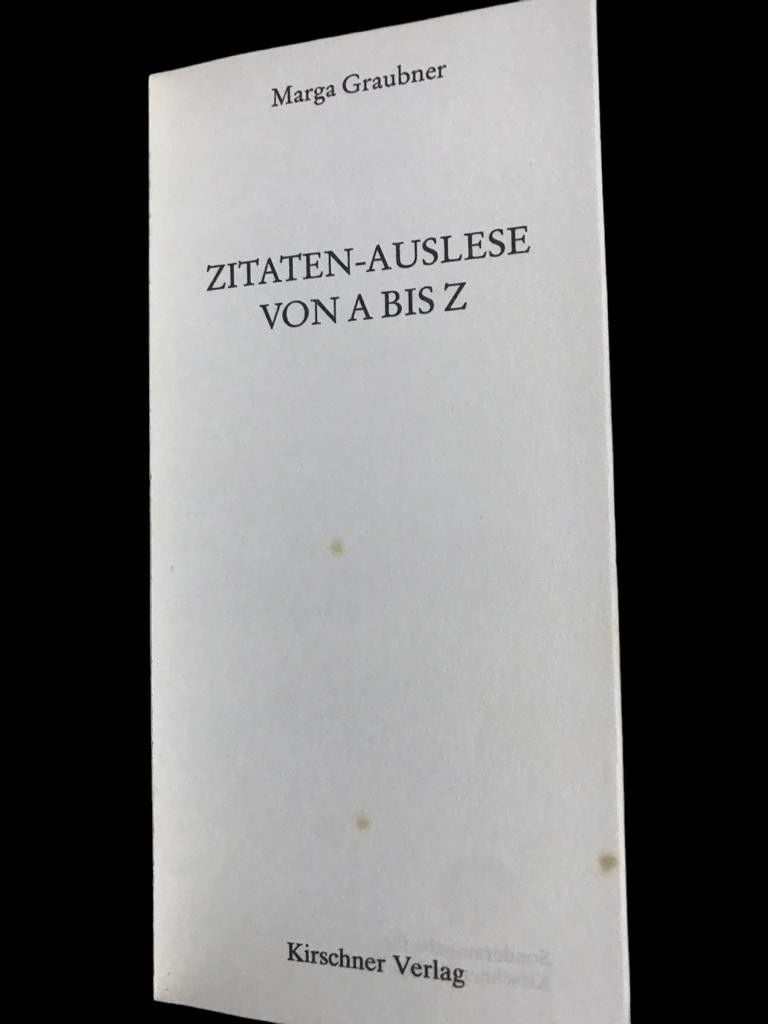 Marga Graubner
ZITATEN-AUSLESE
VON A BIS Z
Kirschner Verlag